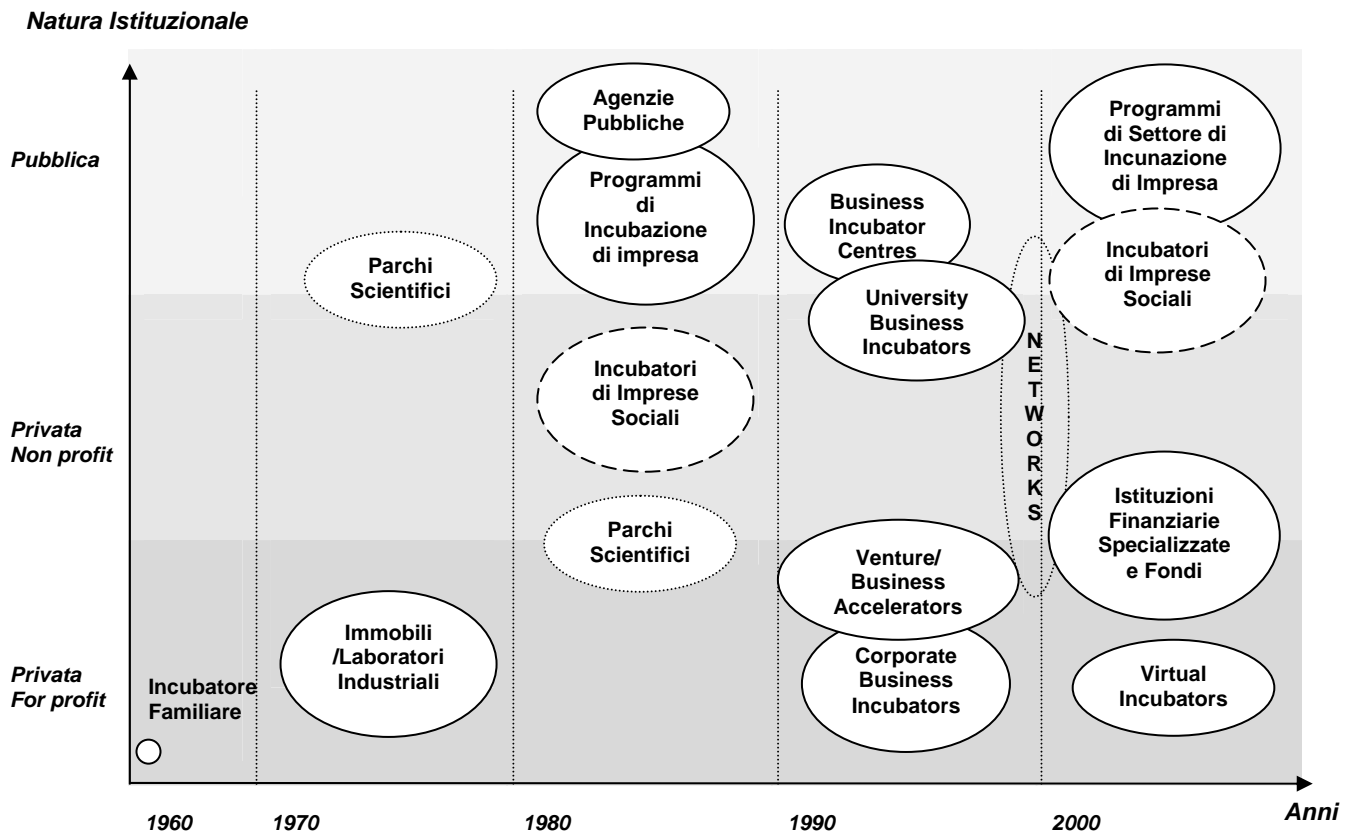 Natura Istituzionale
Pubblica
Privata
Non profit
Privata
For profit
Incubatore
Familiare
Parchi
Scientifici
Immobili
/Laboratori
Industriali
Agenzie
Pubbliche
Programmi
di
Incubazione
di impresa
Incubatori
di Imprese
Sociali
Parchi
Scientifici
Business
Incubator
Centres
University
Business
Incubators
Venture/
Business
Accelerators
Corporate
Business
Incubators
N
E
T
W
O
R
K
S
Programmi
di Settore di
Incunazione
di Impresa
Incubatori
di Imprese
Sociali
Istituzioni
Finanziarie
Specializzate
e Fondi
Virtual
Incubators
Anni
1960 1970 1980 1990 2000